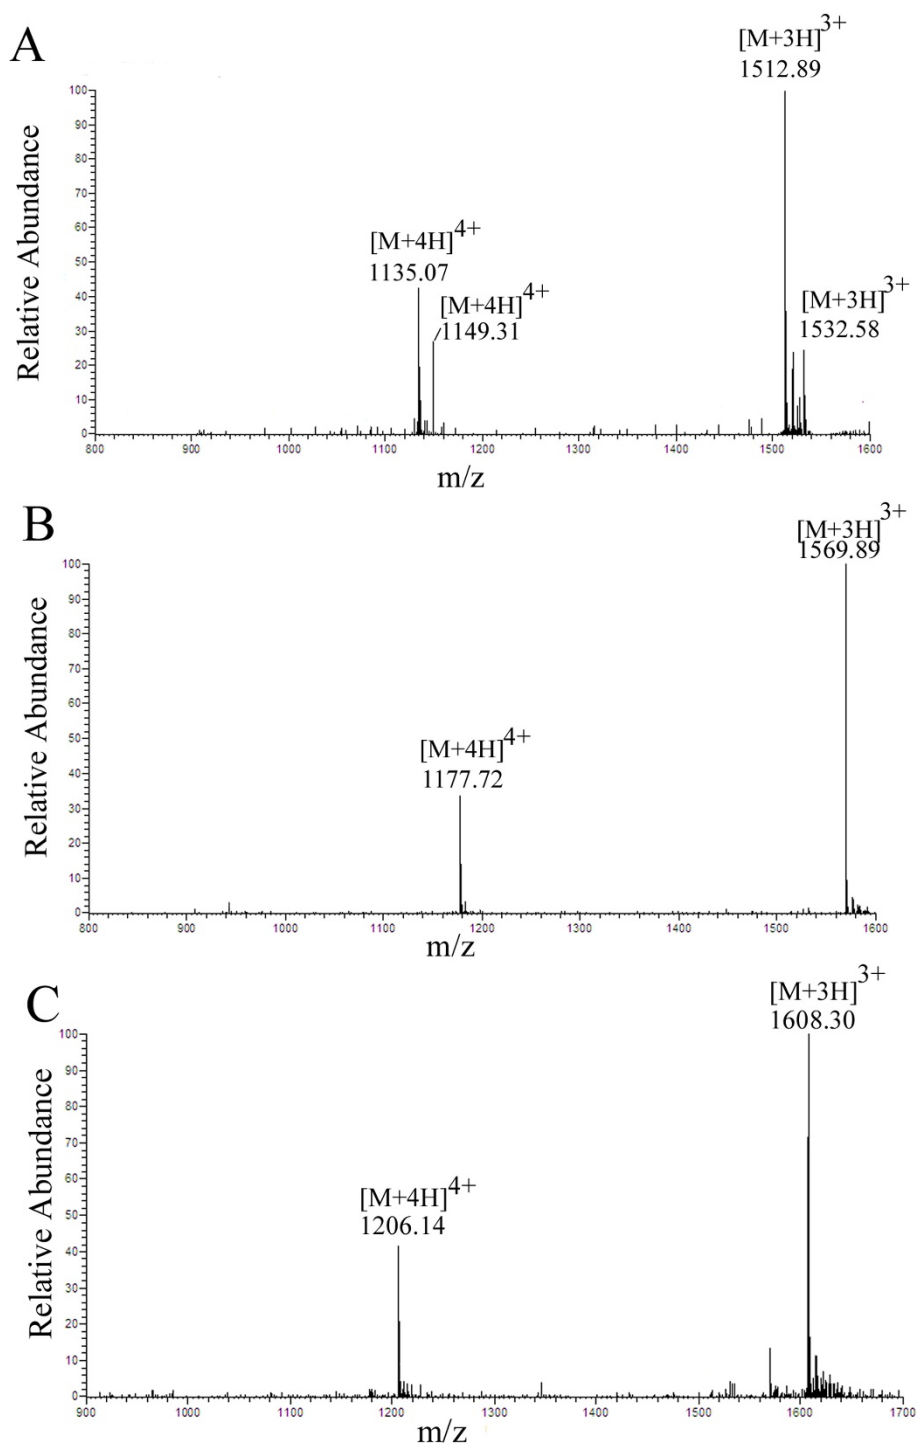 A
[M+3H]3+
1512.89
[M+4H]4+
1135.07
[M+4H]4+
1149.31
[M+3H]3+
1532.58
Relative Abundance
100
90
80
70
60
50
40
30
20
10
0
800 900 1000 1100 1200 1300 1400 1500 1600
m/z
B
[M+3H]3+
1569.89
[M+4H]4+
1177.72
Relative Abundance
100
90
80
70
60
50
40
30
20
10
0
800 900 1000 1100 1200 1300 1400 1500 1600
m/z
C
[M+3H]3+
1608.30
[M+4H]4+
1206.14
Relative Abundance
100
90
80
70
60
50
40
30
20
10
0
900 1000 1100 1200 1300 1400 1500 1600 1700
m/z